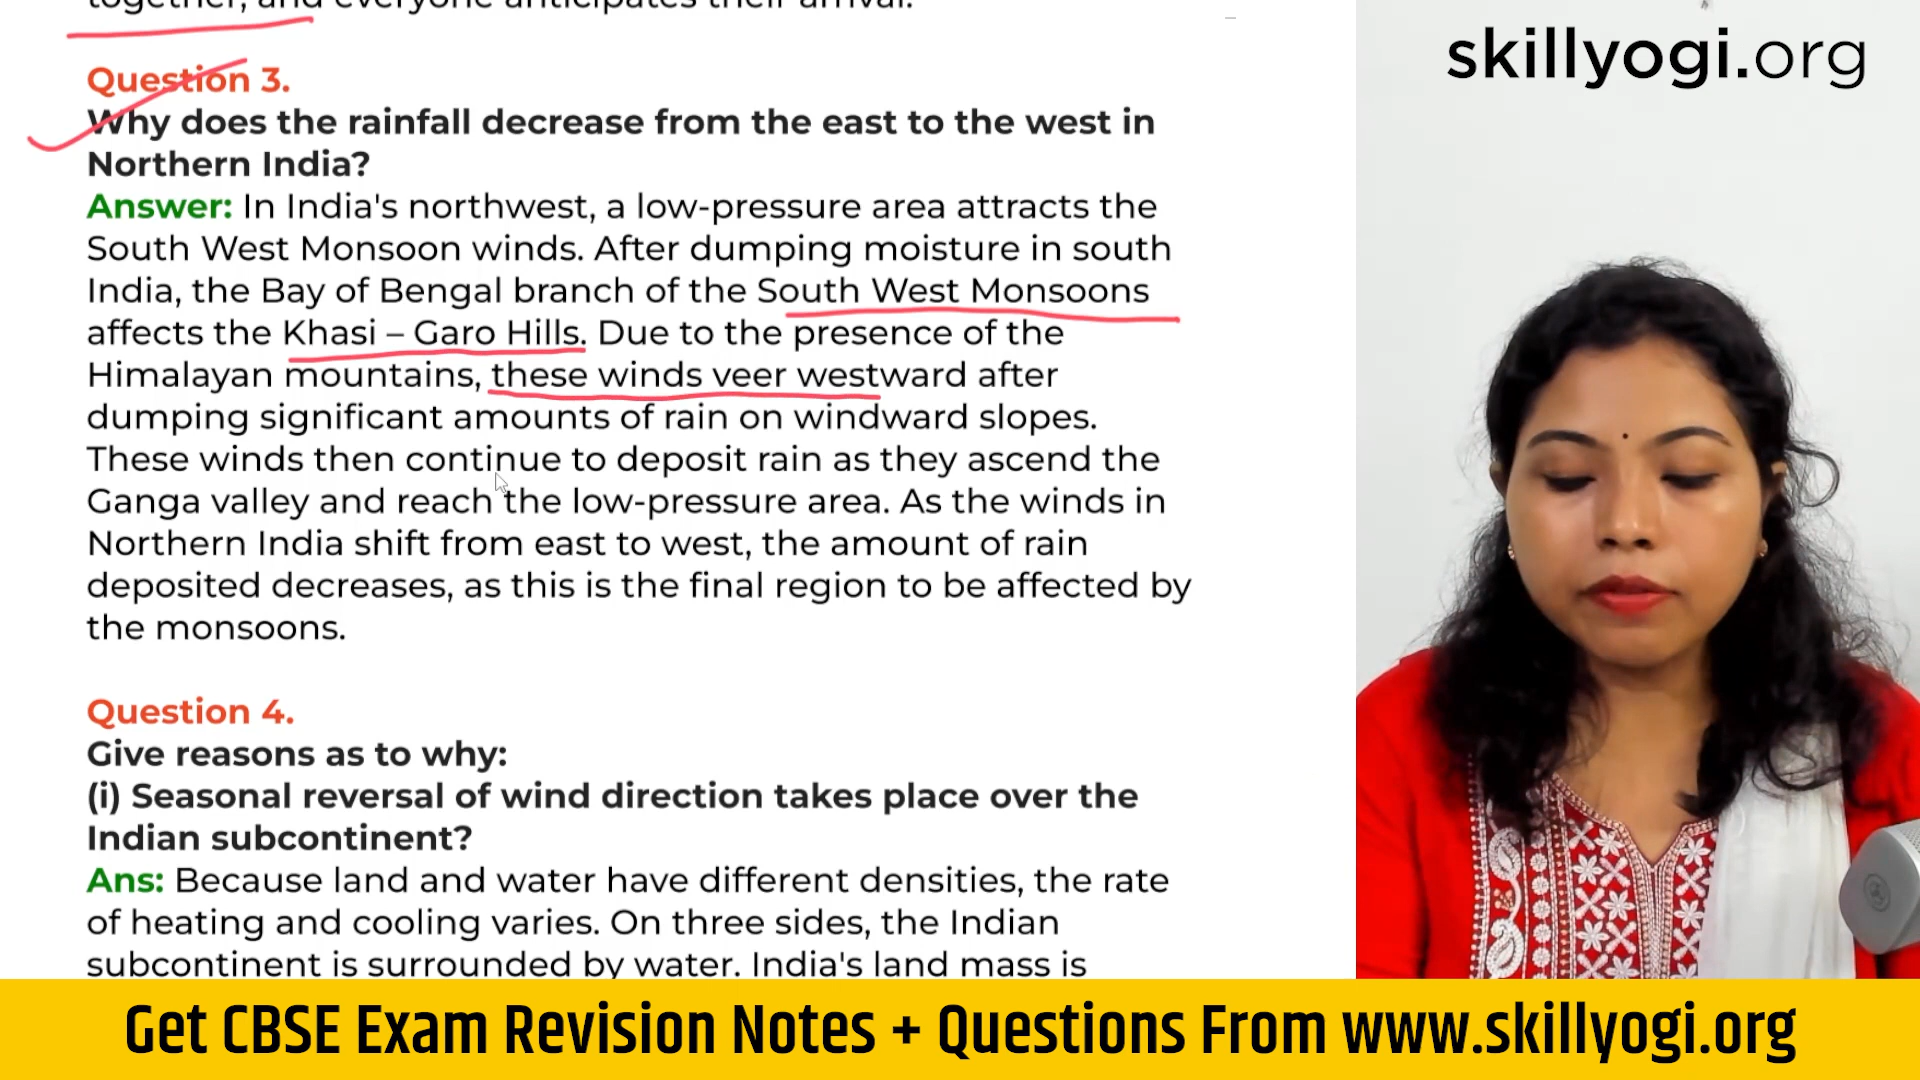 together, and everyone anticipates their arrival.
skillyogi.org
Question 3.
Why does the rainfall decrease from the east to the west in
Northern India?
Answer: In India's northwest, a low-pressure area attracts the
South West Monsoon winds. After dumping moisture in south
India, the Bay of Bengal branch of the South West Monsoons
affects the Khasi – Garo Hills. Due to the presence of the
Himalayan mountains, these winds veer westward after
dumping significant amounts of rain on windward slopes.
These winds then continue to deposit rain as they ascend the
Ganga valley and reach the low-pressure area. As the winds in
Northern India shift from east to west, the amount of rain
deposited decreases, as this is the final region to be affected by
the monsoons.
Question 4.
Give reasons as to why:
(i) Seasonal reversal of wind direction takes place over the
Indian subcontinent?
Ans: Because land and water have different densities, the rate
of heating and cooling varies. On three sides, the Indian
subcontinent is surrounded by water. India's land mass is
Get CBSE Exam Revision Notes + Questions From www.skillyogi.org